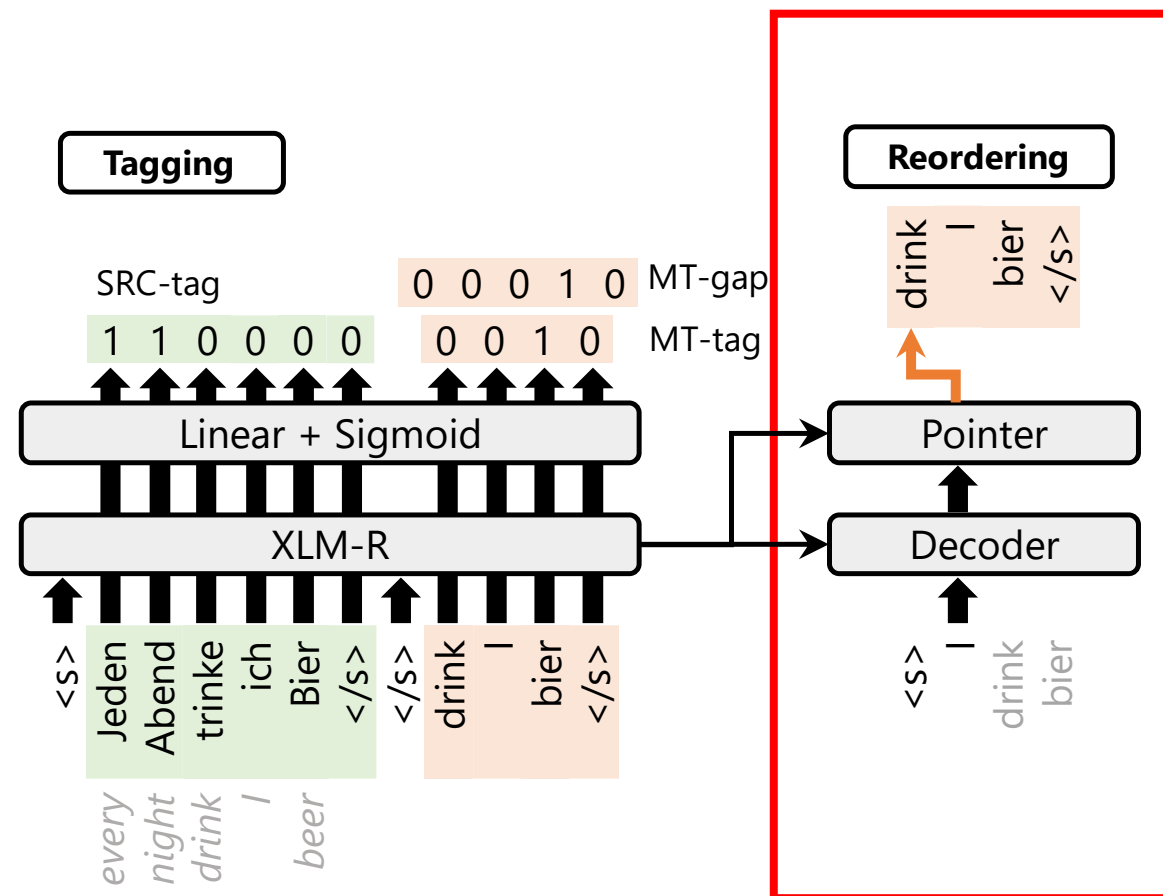 Tagging
Reordering
drink I bier </s>
SRC-tag
0 0 0 1 0 MT-gap
1 1 0 0 0 0
0 0 1 0 MT-tag
Linear + Sigmoid
Pointer
XLM-R
Decoder
<s> Jeden Abend trinke ich Bier </s> </s> drink I bier </s>
<s> I drink bier
every night drink I beer